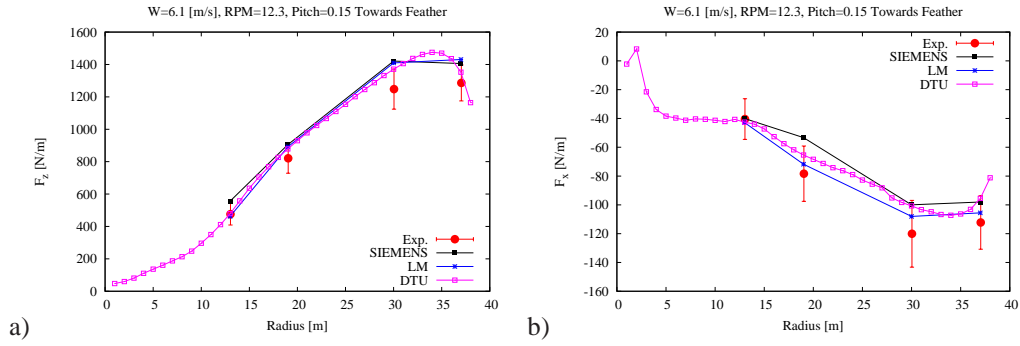 W=6.1 [m/s], RPM=12.3, Pitch=0.15 Towards Feather
1600
1400
1200
1000
800
600
400
200
0
F_z [N/m]
0 5 10 15 20 25 30 35 40
Radius [m]
Exp.
SIEMENS
LM
DTU
a)
W=6.1 [m/s], RPM=12.3, Pitch=0.15 Towards Feather
20
0
-20
-40
-60
-80
-100
-120
-140
-160
F_x [N/m]
0 5 10 15 20 25 30 35 40
Radius [m]
Exp.
SIEMENS
LM
DTU
b)